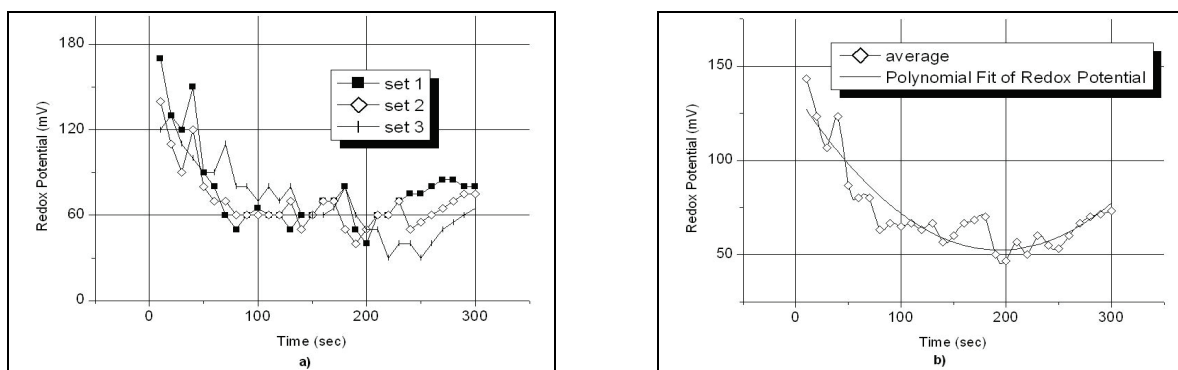 180
120
60
0
Redox Potential (mV)
set 1
set 2
set 3
0
100
200
300
Time (sec)
a)
150
100
50
Redox Potential (mV)
average
Polynomial Fit of Redox Potential
0
100
200
300
Time (sec)
b)